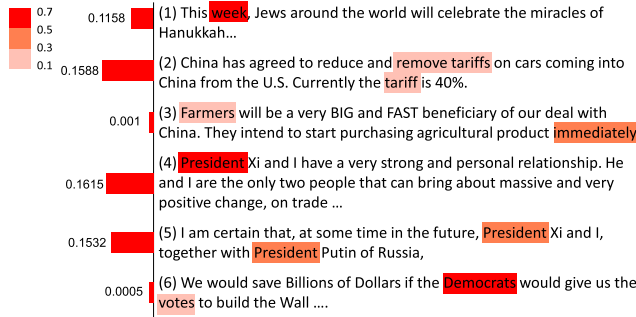 0.7
0.5
0.3
0.1
0.1158
(1) This week, Jews around the world will celebrate the miracles of
Hanukkah…
0.1588
(2) China has agreed to reduce and remove tariffs on cars coming into
China from the U.S. Currently the tariff is 40%.
0.001
(3) Farmers will be a very BIG and FAST beneficiary of our deal with
China. They intend to start purchasing agricultural product immediately
0.1615
(4) President Xi and I have a very strong and personal relationship. He
and I are the only two people that can bring about massive and very
positive change, on trade …
0.1532
(5) I am certain that, at some time in the future, President Xi and I,
together with President Putin of Russia,
0.0005
(6) We would save Billions of Dollars if the Democrats would give us the
votes to build the Wall ….